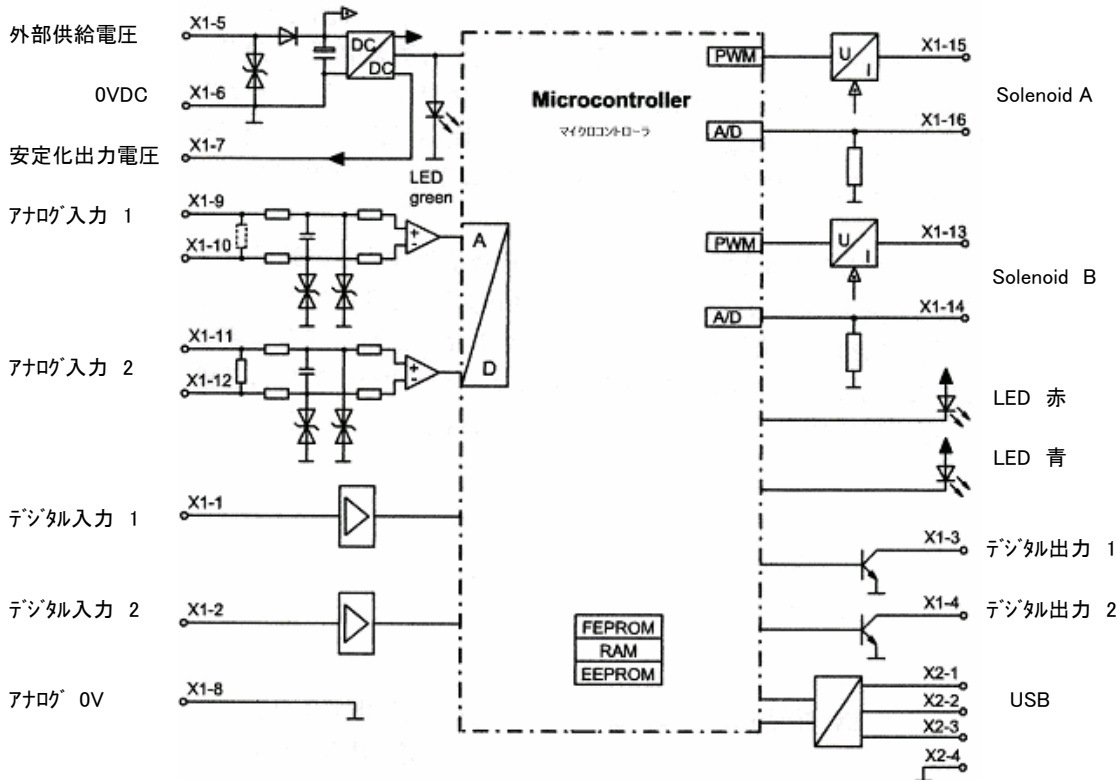 外部供給電圧
X1-5
DC
DC
0VDC
X1-6
安定化出力電圧
X1-7
LED
green
アナログ入力 1
X1-9
X1-10
アナログ入力 2
X1-11
X1-12
A
D
デジタル入力 1
X1-1
デジタル入力 2
X1-2
アナログ 0V
X1-8
Microcontroller
マイクロコントローラ
FEPROM
RAM
EEPROM
PWM
U
I
X1-15
Solenoid A
A/D
X1-16
PWM
U
I
X1-13
Solenoid B
A/D
X1-14
LED 赤
LED 青
X1-3
デジタル出力 1
X1-4
デジタル出力 2
X2-1
X2-2
USB
X2-3
X2-4